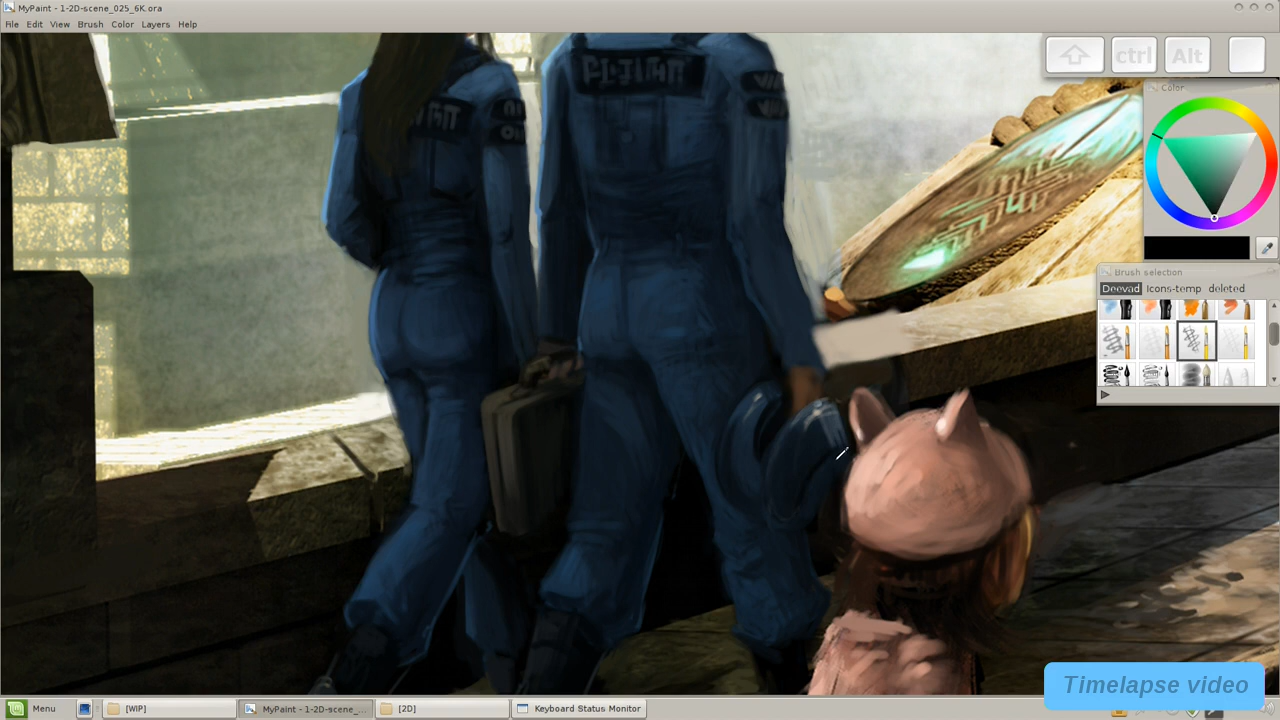 MyPaint - 1-2D-scene_025_6K.ora
File Edit View Brush Color Layers Help
ctrl Alt
Color
Brush selection
Deevad Icons-temp deleted
Timelapse video
Menu [WIP] MyPaint - 1-2D-scene_... [2D] Keyboard Status Monitor